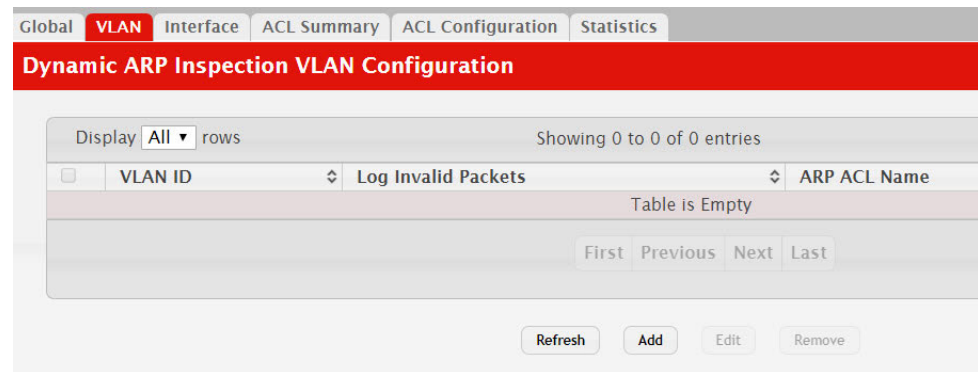 Global VLAN Interface ACL Summary ACL Configuration Statistics
Dynamic ARP Inspection VLAN Configuration
Display All rows Showing 0 to 0 of 0 entries
VLAN ID Log Invalid Packets ARP ACL Name
Table is Empty
First Previous Next Last
Refresh Add Edit Remove